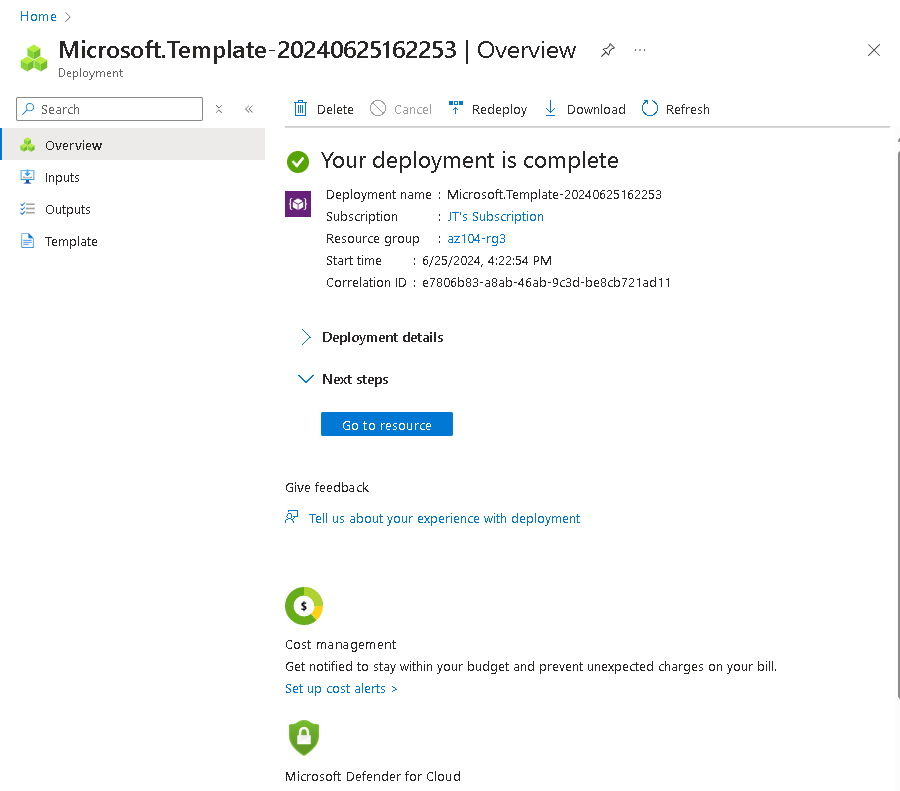 Home
Microsoft.Template-20240625162253 | Overview
Deployment
Search
Delete Cancel Redeploy Download Refresh
Overview
Inputs
Outputs
Template
Your deployment is complete
Deployment name : Microsoft.Template-20240625162253
Subscription : JT's Subscription
Resource group : az104-rg3
Start time : 6/25/2024, 4:22:54 PM
Correlation ID : e7806b83-a8ab-46ab-9c3d-be8cb721ad11
Deployment details
Next steps
Go to resource
Give feedback
Tell us about your experience with deployment
$
Cost management
Get notified to stay within your budget and prevent unexpected charges on your bill.
Set up cost alerts >
Microsoft Defender for Cloud